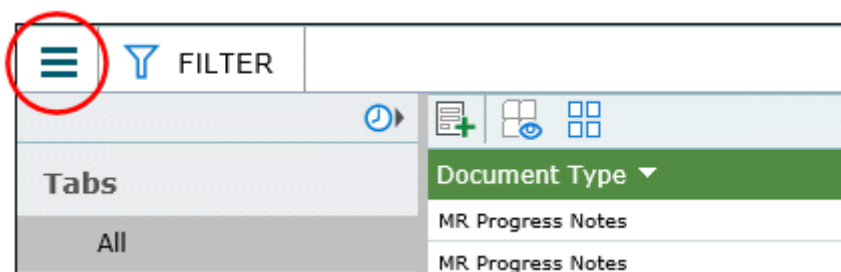 FILTER
Tabs
All
Document Type
MR Progress Notes
MR Progress Notes